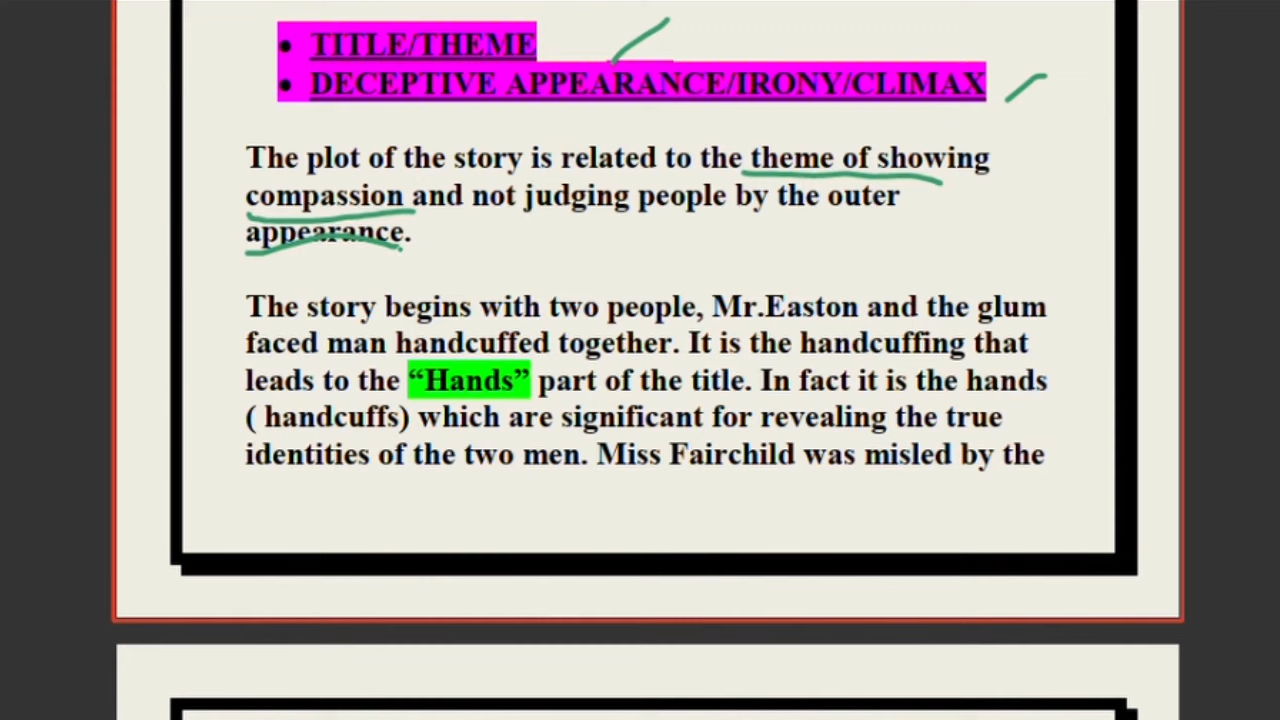 • TITLE/THEME
• DECEPTIVE APPEARANCE/IRONY/CLIMAX
The plot of the story is related to the theme of showing
compassion and not judging people by the outer
appearance.
The story begins with two people, Mr.Easton and the glum
faced man handcuffed together. It is the handcuffing that
leads to the “Hands” part of the title. In fact it is the hands
( handcuffs) which are significant for revealing the true
identities of the two men. Miss Fairchild was misled by the